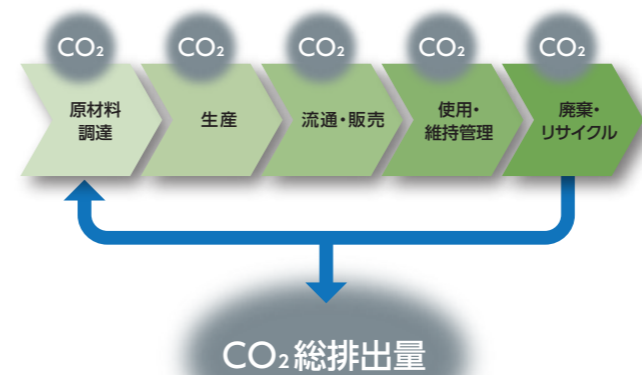 CO₂
CO₂
CO₂
CO₂
CO₂
原材料
調達
生産
流通・販売
使用・
維持管理
廃棄・
リサイクル
CO₂総排出量